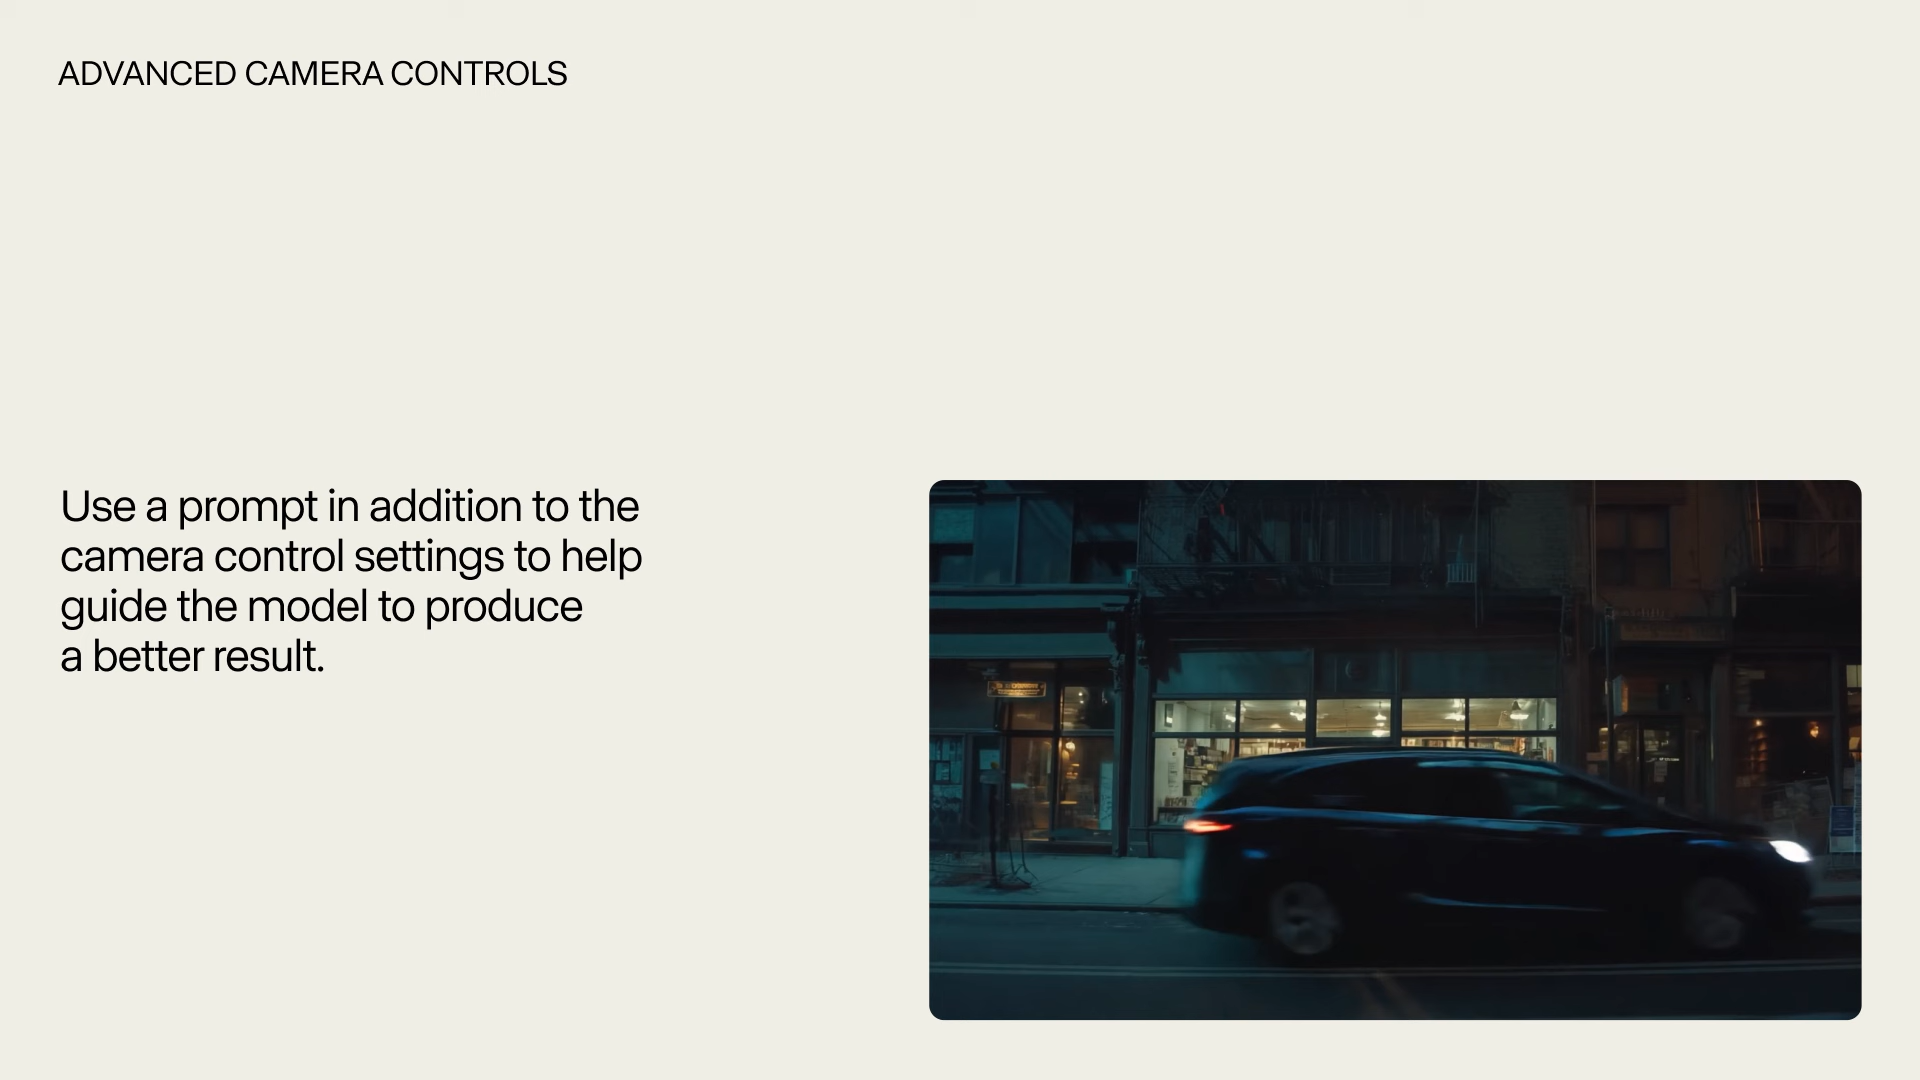 ADVANCED CAMERA CONTROLS
Use a prompt in addition to the
camera control settings to help
guide the model to produce
a better result.